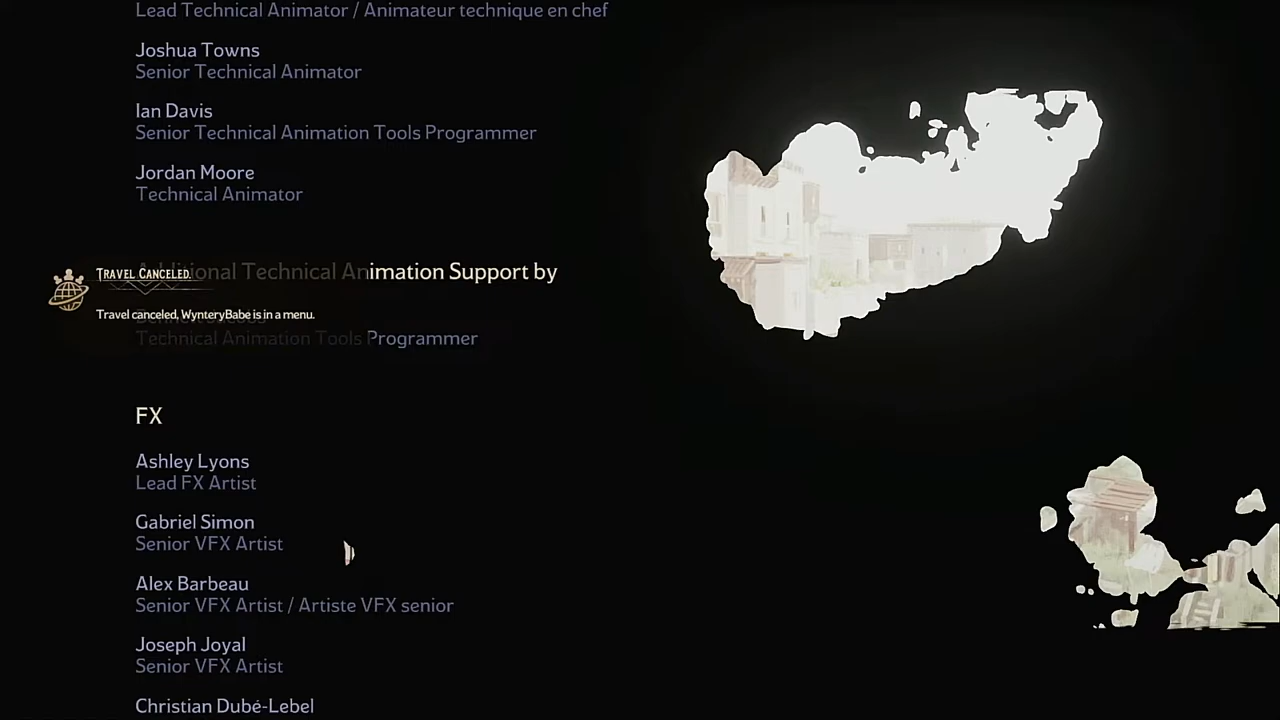 Lead Technical Animator / Animateur technique en chef
Joshua Towns
Senior Technical Animator
Ian Davis
Senior Technical Animation Tools Programmer
Jordan Moore
Technical Animator
Additional Technical Animation Support by
TRAVEL CANCELED.
Travel canceled, WynteryBabe is in a menu.
Technical Animation Tools Programmer
FX
Ashley Lyons
Lead FX Artist
Gabriel Simon
Senior VFX Artist
Alex Barbeau
Senior VFX Artist / Artiste VFX senior
Joseph Joyal
Senior VFX Artist
Christian Dubé-Lebel